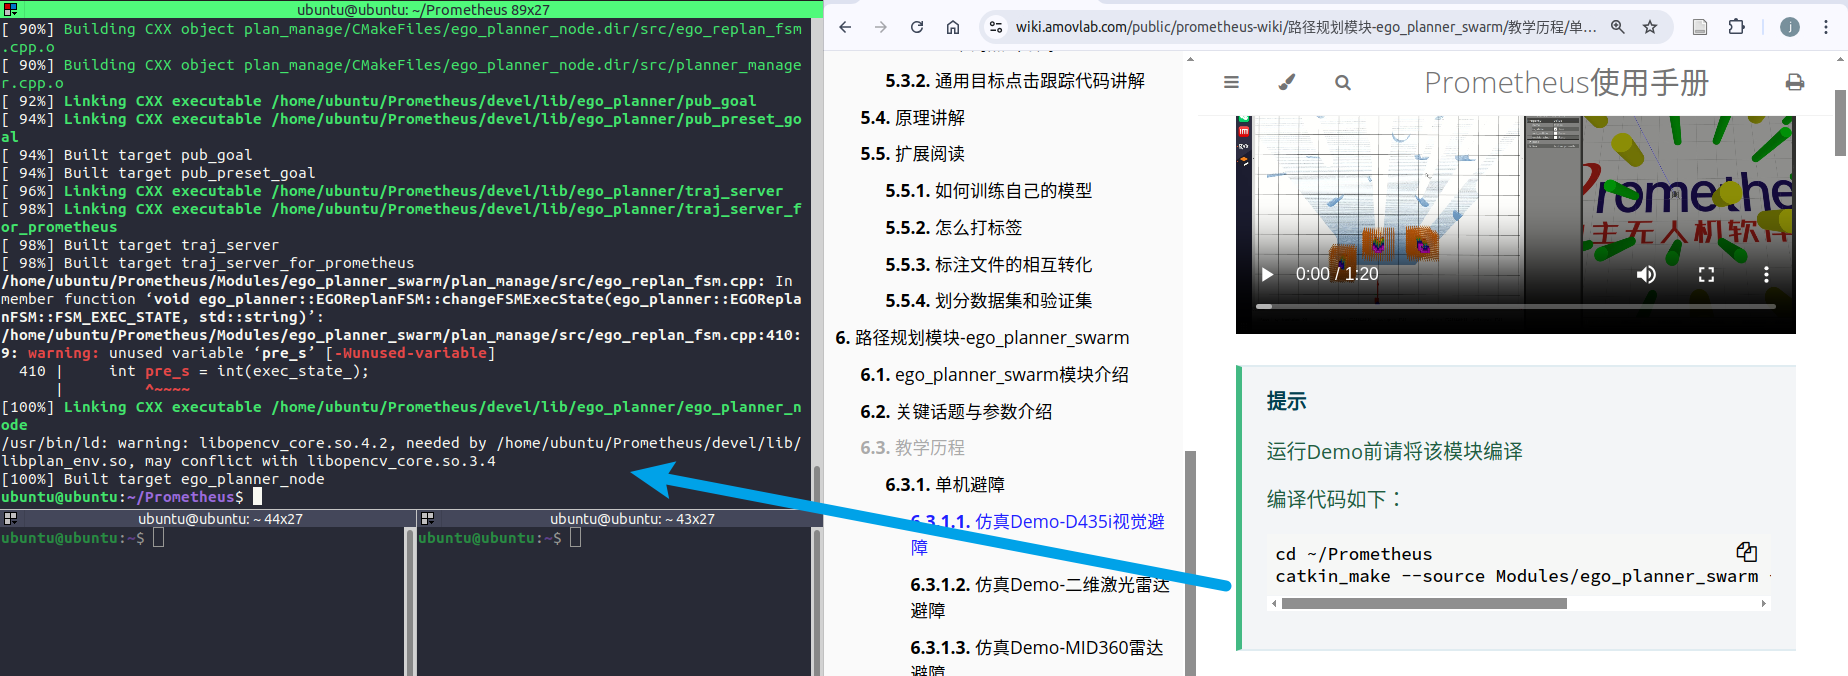 ubuntu@ubuntu: ~/Prometheus 89x27
[ 90%] Building CXX object plan_manage/CMakeFiles/ego_planner_node.dir/src/ego_replan_fsm
.cpp.o
[ 90%] Building CXX object plan_manage/CMakeFiles/ego_planner_node.dir/src/planner_manage
r.cpp.o
[ 92%] Linking CXX executable /home/ubuntu/Prometheus/devel/lib/ego_planner/pub_goal
[ 94%] Linking CXX executable /home/ubuntu/Prometheus/devel/lib/ego_planner/pub_preset_go
al
[ 94%] Built target pub_goal
[ 94%] Built target pub_preset_goal
[ 96%] Linking CXX executable /home/ubuntu/Prometheus/devel/lib/ego_planner/traj_server
[ 98%] Linking CXX executable /home/ubuntu/Prometheus/devel/lib/ego_planner/traj_server_f
or_prometheus
[ 98%] Built target traj_server
[ 98%] Built target traj_server_for_prometheus
/home/ubuntu/Prometheus/Modules/ego_planner_swarm/plan_manage/src/ego_replan_fsm.cpp: In
member function ‘void ego_planner::EGOReplanFSM::changeFSMExecState(ego_planner::EGORepla
nFSM::FSM_EXEC_STATE, std::string)’:
/home/ubuntu/Prometheus/Modules/ego_planner_swarm/plan_manage/src/ego_replan_fsm.cpp:410:
9: warning: unused variable ‘pre_s’ [-Wunused-variable]
410 |     int pre_s = int(exec_state_);
|         ^~~~~
[100%] Linking CXX executable /home/ubuntu/Prometheus/devel/lib/ego_planner/ego_planner_n
ode
/usr/bin/ld: warning: libopencv_core.so.4.2, needed by /home/ubuntu/Prometheus/devel/lib/
libplan_env.so, may conflict with libopencv_core.so.3.4
[100%] Built target ego_planner_node
ubuntu@ubuntu:~/Prometheus$
ubuntu@ubuntu: ~ 44x27
ubuntu@ubuntu:~$
ubuntu@ubuntu: ~ 43x27
ubuntu@ubuntu:~$
wiki.amovlab.com/public/prometheus-wiki/路径规划模块-ego_planner_swarm/教学历程/单...
j
5.3.2. 通用目标点击跟踪代码讲解
5.4. 原理讲解
5.5. 扩展阅读
5.5.1. 如何训练自己的模型
5.5.2. 怎么打标签
5.5.3. 标注文件的相互转化
5.5.4. 划分数据集和验证集
6. 路径规划模块-ego_planner_swarm
6.1. ego_planner_swarm模块介绍
6.2. 关键话题与参数介绍
6.3. 教学历程
6.3.1. 单机避障
6.3.1.1. 仿真Demo-D435i视觉避
障
6.3.1.2. 仿真Demo-二维激光雷达
避障
6.3.1.3. 仿真Demo-MID360雷达
避障
Prometheus使用手册
romethe
主无人机软件
0:00 / 1:20
提示
运行Demo前请将该模块编译
编译代码如下：
cd ~/Prometheus
catkin_make --source Modules/ego_planner_swarm